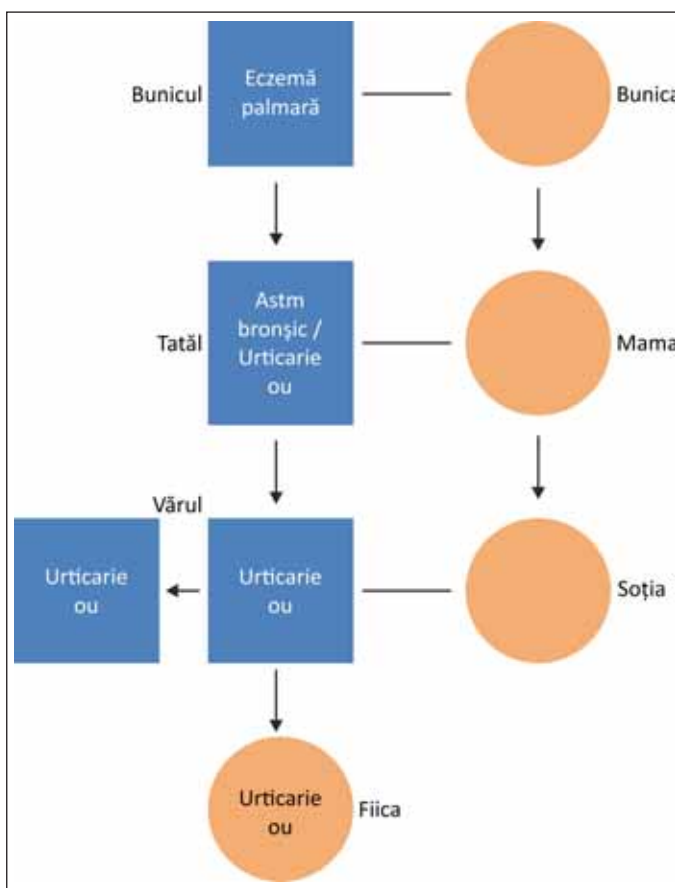 Bunicul
Eczemă
palmară
Bunica
Tatăl
Astm
bronșic /
Urticarie
ou
Mama
Vărul
Urticarie
ou
Urticarie
ou
Soția
Urticarie
ou
Fiica